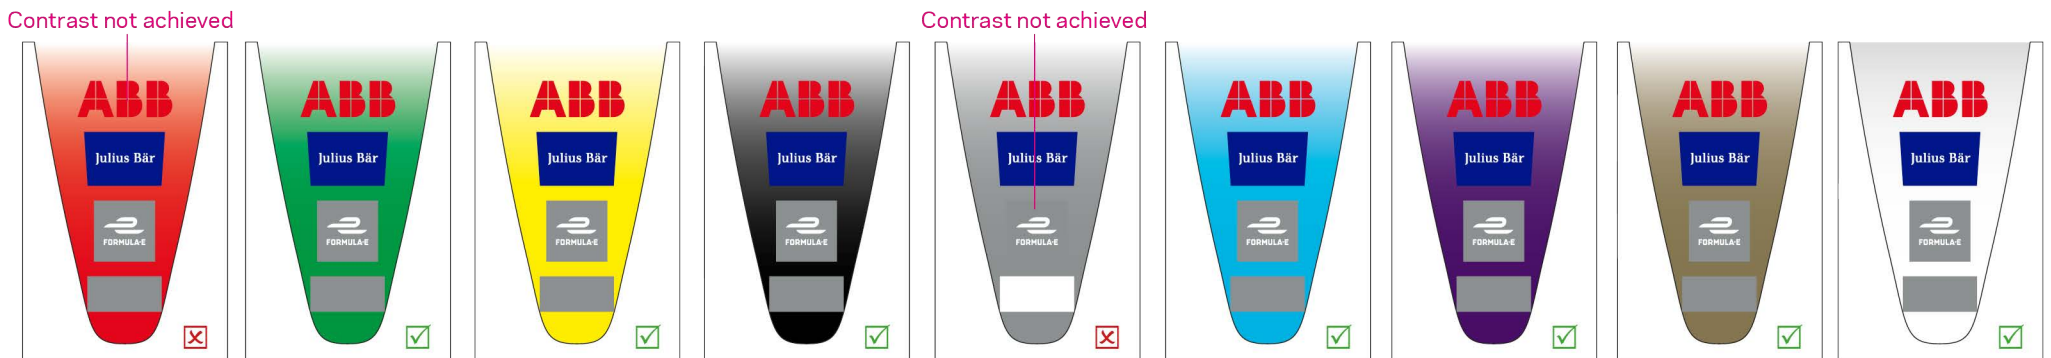 Contrast not achieved
Contrast not achieved
ABB ABB ABB ABB ABB ABB ABB ABB ABB
Julius Bär Julius Bär Julius Bär Julius Bär Julius Bär Julius Bär Julius Bär Julius Bär Julius Bär
FORMULA-E FORMULA-E FORMULA-E FORMULA-E FORMULA-E FORMULA-E FORMULA-E FORMULA-E FORMULA-E